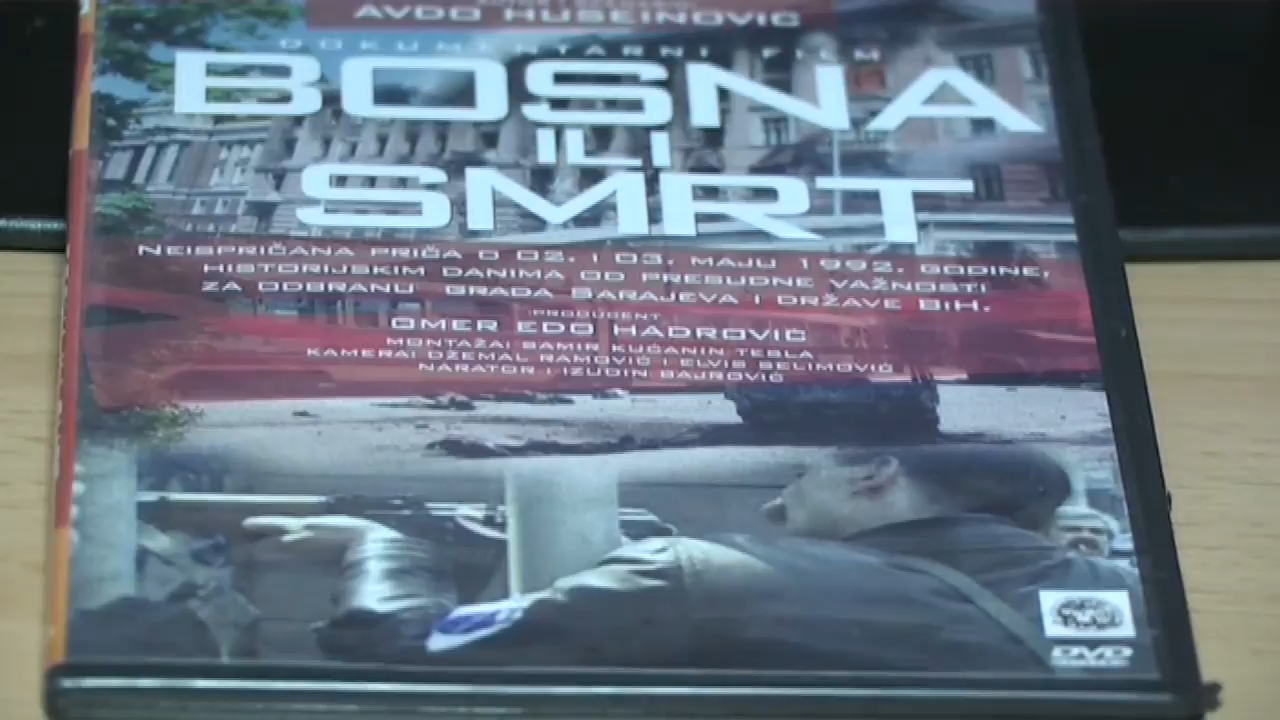 AVDO HUSEINOVIĆ
DOKUMENTARNI FILM
BOSNA
ILI
SMRT
NEISPRIČANA PRIČA O 02. I 03. MAJU 1992. GODINE,
HISTORIJSKIM DANIMA OD PRESUDNE VAŽNOSTI
ZA ODBRANU GRADA SARAJEVA I DRŽAVE BIH.
PRODUCENT
OMER EDO HADROVIĆ
MONTAŽA: SAMIR KUĆANIN TESLA
KAMERA: DŽEMAL RAMOVIĆ I ELVIS SELIMOVIĆ
NARATOR: IZUDIN BAJROVIĆ
DVD